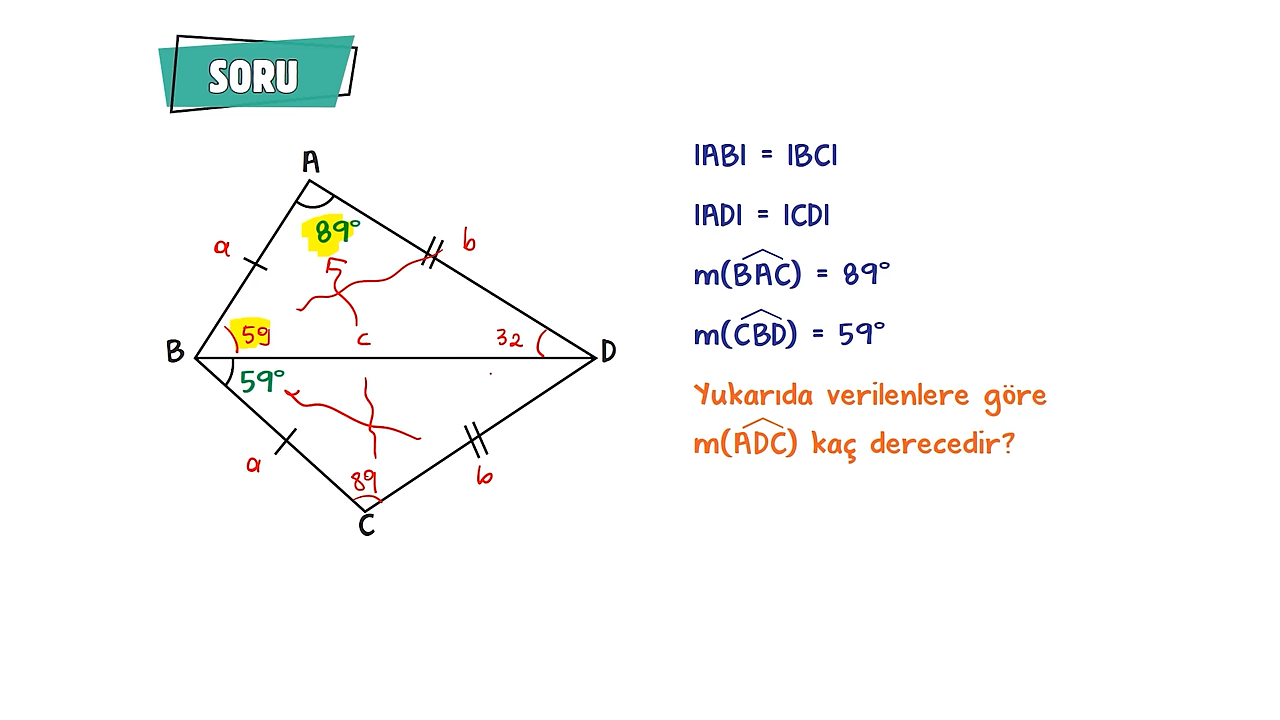 SORU
A
89°
a
b
59
c
32
B
D
59°
a
89
b
C
|AB| = |BC|
|AD| = |CD|
m(BAC) = 89°
m(CBD) = 59°
Yukarıda verilenlere göre
m(ADC) kaç derecedir?